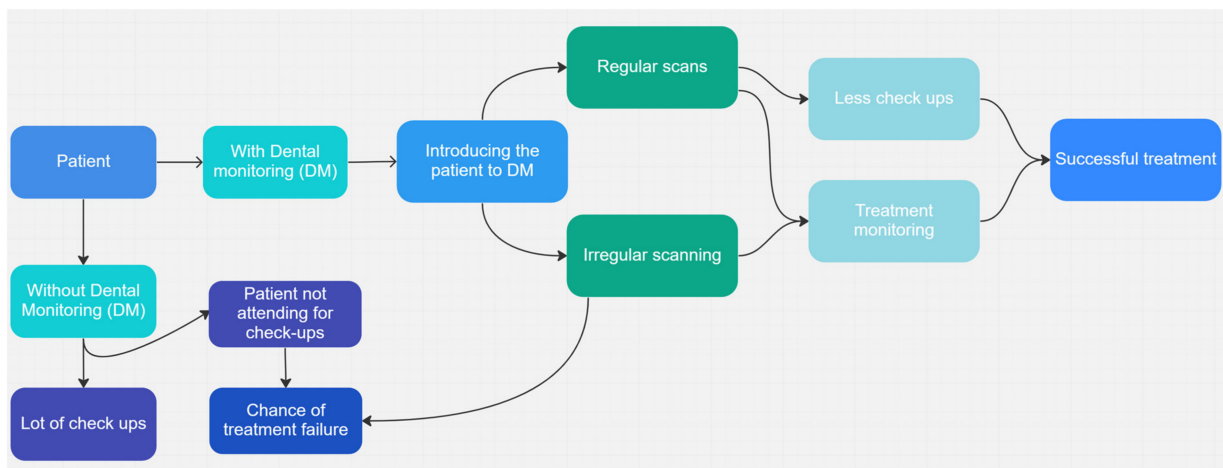 Regular scans
Less check ups
Patient
With Dental
monitoring (DM)
Introducing the
patient to DM
Successful treatment
Treatment
monitoring
Irregular scanning
Without Dental
Monitoring (DM)
Patient not
attending for
check-ups
Lot of check ups
Chance of
treatment failure